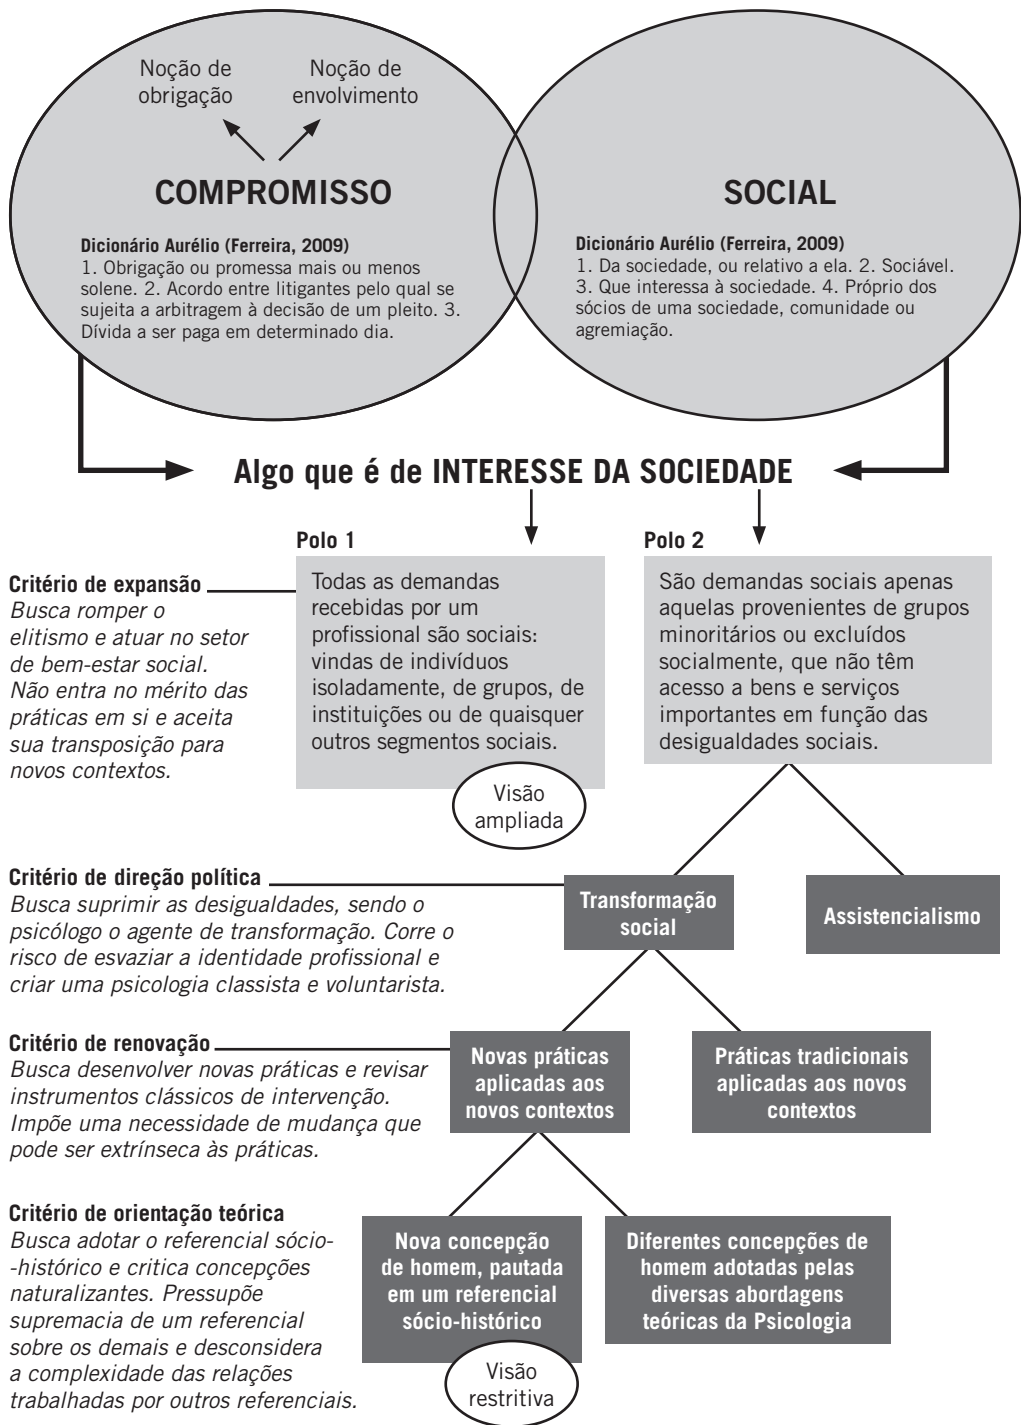 Noção de
obrigação
Noção de
envolvimento
COMPROMISSO
Dicionário Aurélio (Ferreira, 2009)
1. Obrigação ou promessa mais ou menos
solene. 2. Acordo entre litigantes pelo qual se
sujeita a arbitragem à decisão de um pleito. 3.
Dívida a ser paga em determinado dia.
SOCIAL
Dicionário Aurélio (Ferreira, 2009)
1. Da sociedade, ou relativo a ela. 2. Sociável.
3. Que interessa à sociedade. 4. Próprio dos
sócios de uma sociedade, comunidade ou
agremiação.
Algo que é de INTERESSE DA SOCIEDADE
Critério de expansão
Busca romper o
elitismo e atuar no setor
de bem-estar social.
Não entra no mérito das
práticas em si e aceita
sua transposição para
novos contextos.
Polo 1
Todas as demandas
recebidas por um
profissional são sociais:
vindas de indivíduos
isoladamente, de grupos, de
instituições ou de quaisquer
outros segmentos sociais.
Visão
ampliada
Polo 2
São demandas sociais apenas
aquelas provenientes de grupos
minoritários ou excluídos
socialmente, que não têm
acesso a bens e serviços
importantes em função das
desigualdades sociais.
Critério de direção política
Busca suprimir as desigualdades, sendo o
psicólogo o agente de transformação. Corre o
risco de esvaziar a identidade profissional e
criar uma psicologia classista e voluntarista.
Transformação
social
Assistencialismo
Critério de renovação
Busca desenvolver novas práticas e revisar
instrumentos clássicos de intervenção.
Impõe uma necessidade de mudança que
pode ser extrínseca às práticas.
Novas práticas
aplicadas aos
novos contextos
Práticas tradicionais
aplicadas aos novos
contextos
Critério de orientação teórica
Busca adotar o referencial sócio-
-histórico e critica concepções
naturalizantes. Pressupõe
supremacia de um referencial
sobre os demais e desconsidera
a complexidade das relações
trabalhadas por outros referenciais.
Nova concepção
de homem, pautada
em um referencial
sócio-histórico
Visão
restritiva
Diferentes concepções de
homem adotadas pelas
diversas abordagens
teóricas da Psicologia